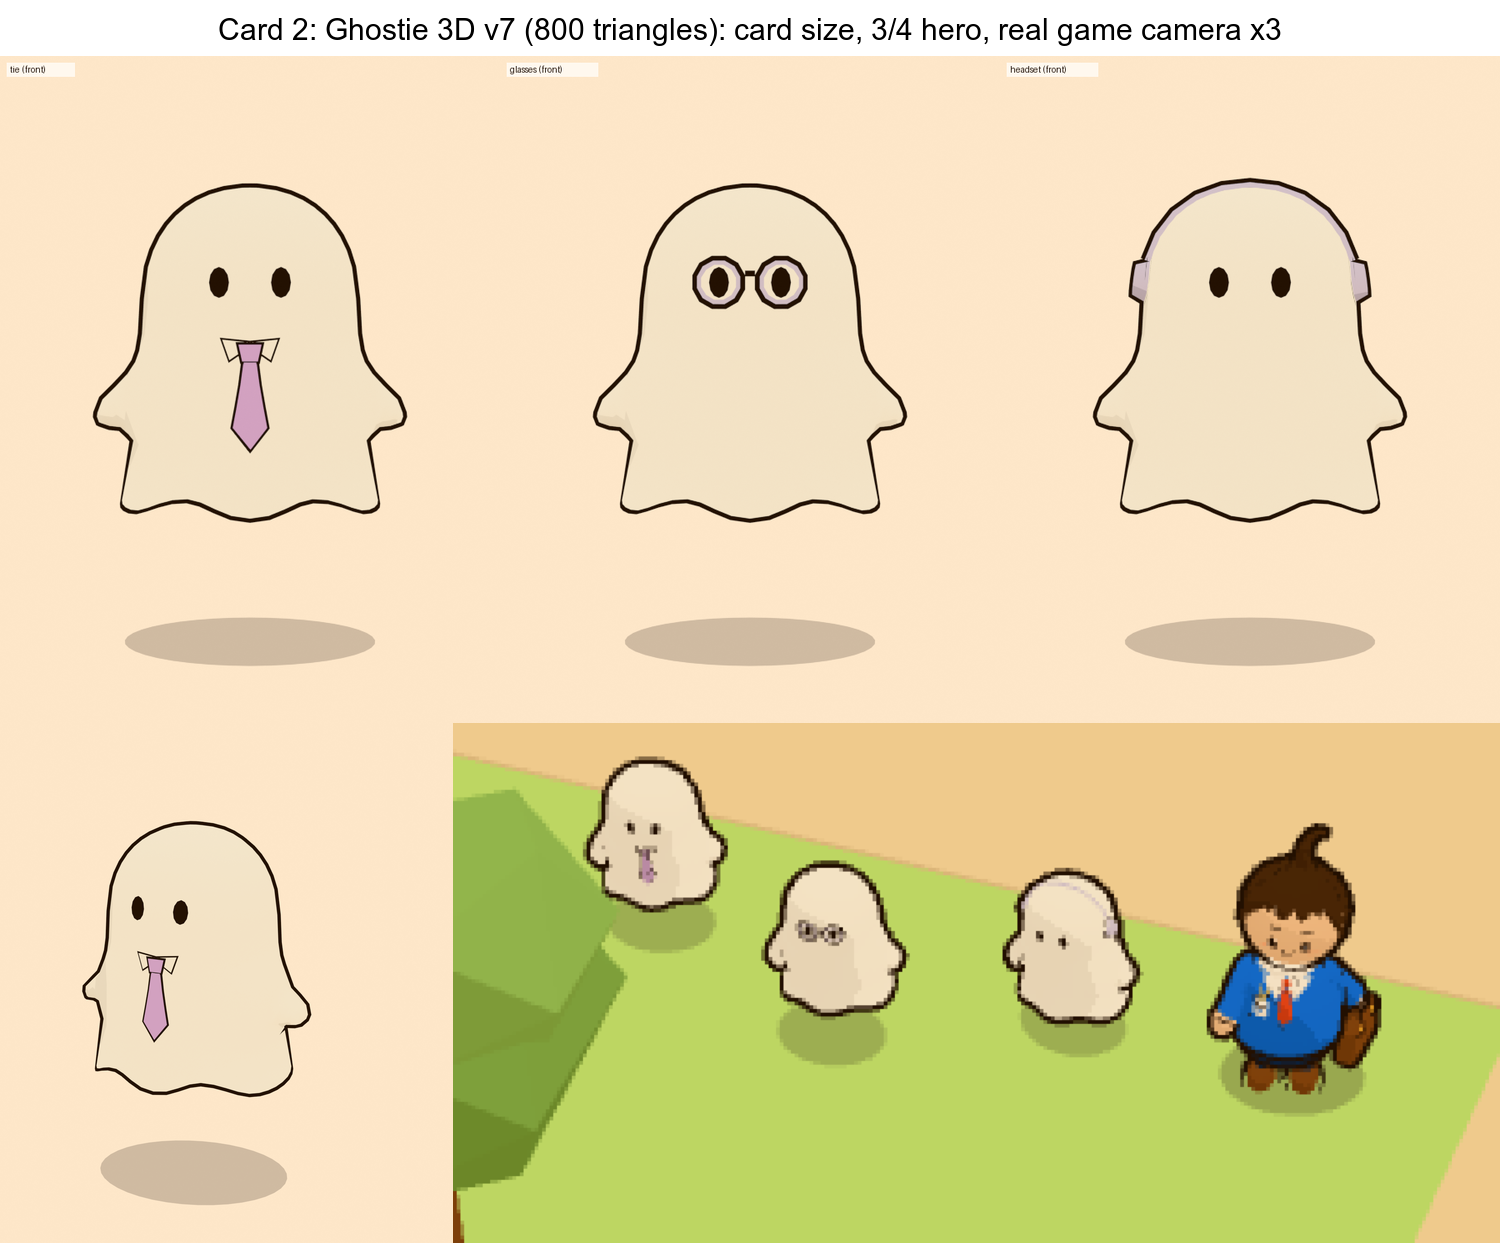 Card 2: Ghostie 3D v7 (800 triangles): card size, 3/4 hero, real game camera x3
tie (front)
glasses (front)
headset (front)